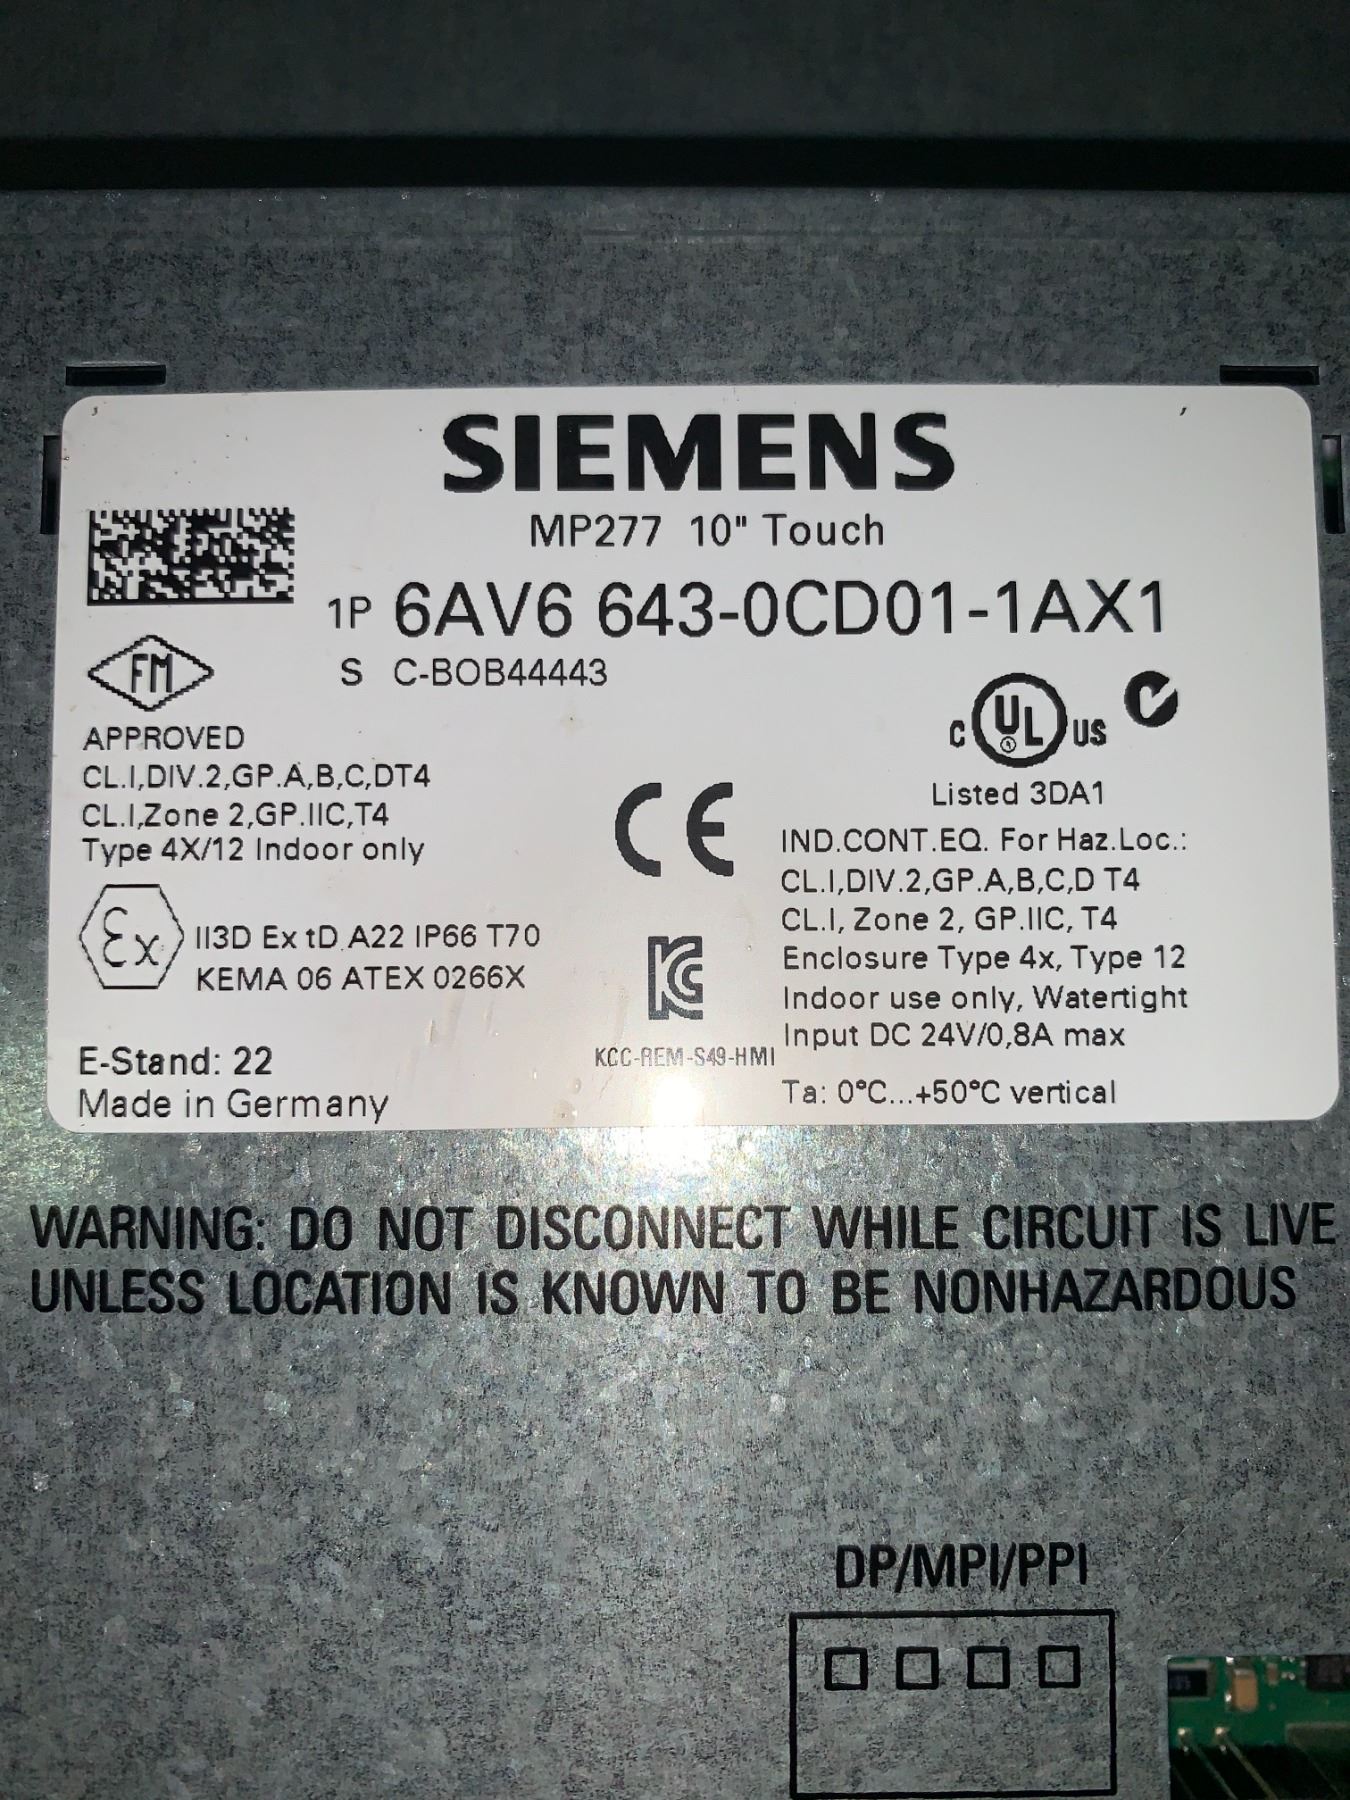 SIEMENS
MP277 10" Touch
1P 6AV6 643-0CD01-1AX1
S C-BOB44443
FM
APPROVED
CL.I,DIV.2,GP.A,B,C,DT4
CL.I,Zone 2,GP.IIC,T4
Type 4X/12 Indoor only
Ex II3D Ex tD A22 IP66 T70
KEMA 06 ATEX 0266X
E-Stand: 22
Made in Germany
CE
KC
KCC-REM-S49-HMI
C UL US
Listed 3DA1
IND.CONT.EQ. For Haz.Loc.:
CL.I,DIV.2,GP.A,B,C,D T4
CL.I, Zone 2, GP.IIC, T4
Enclosure Type 4x, Type 12
Indoor use only, Watertight
Input DC 24V/0,8A max
Ta: 0°C...+50°C vertical
WARNING: DO NOT DISCONNECT WHILE CIRCUIT IS LIVE
UNLESS LOCATION IS KNOWN TO BE NONHAZARDOUS
DP/MPI/PPI